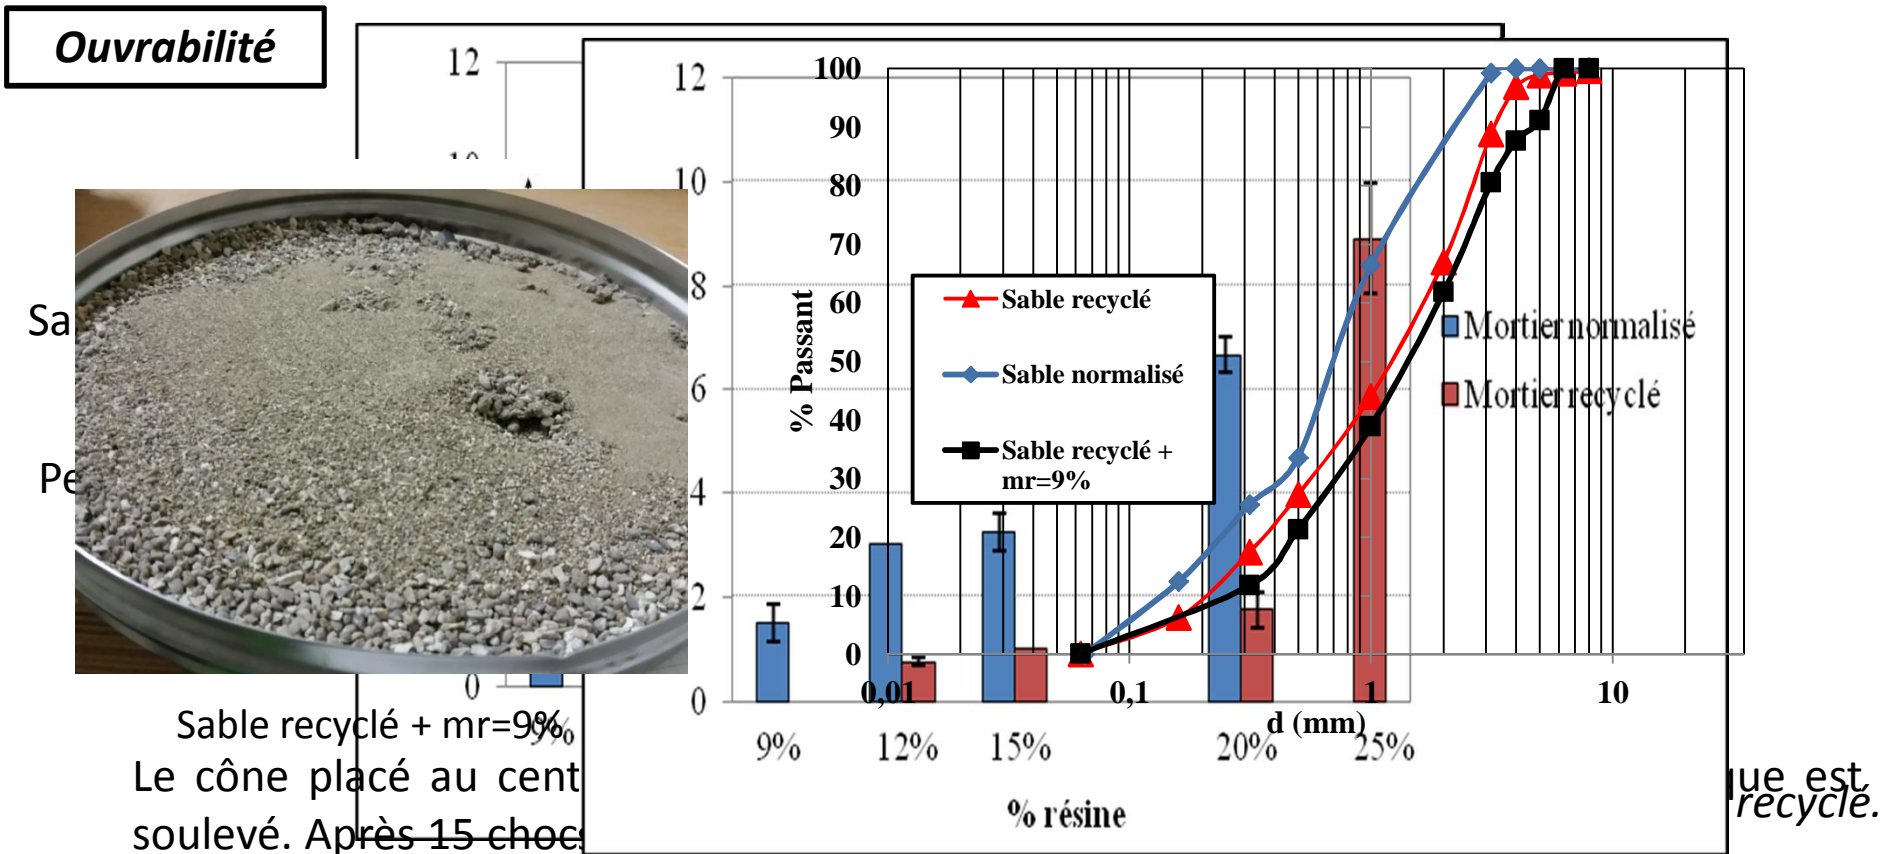 Ouvrabilité
12
12
10
8
6
4
2
0
0
100
90
80
70
60
50
40
30
20
10
0
% Passant
Sable recyclé
Sable normalisé
Sable recyclé +
mr=9%
Mortier normalisé
Mortier recyclé
0,01 0,1 1 10
d (mm)
9% 12% 15% 20% 25%
% résine
Sable recyclé + mr=9%
9%
Le cône placé au cent
que est
recyclé.
soulevé. Après 15 chocs